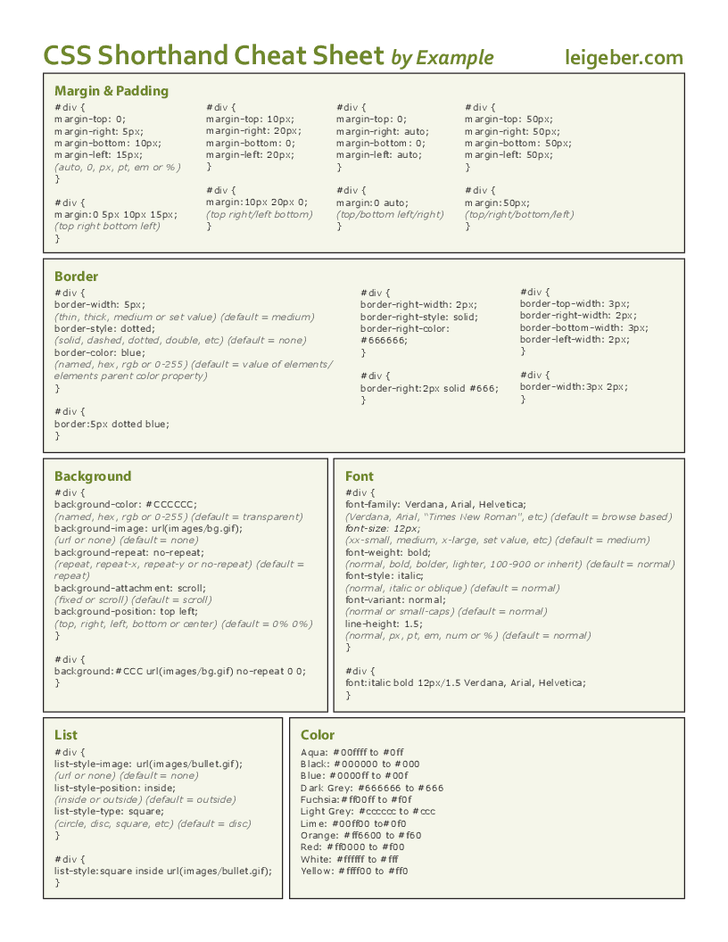 CSS Shorthand Cheat Sheet by Example
leigeber.com
Margin & Padding
#div {
margin-top: 0;
margin-right: 5px;
margin-bottom: 10px;
margin-left: 15px;
(auto, 0, px, pt, em or %)
}
#div {
margin:0 5px 10px 15px;
(top right bottom left)
}
#div {
margin-top: 10px;
margin-right: 20px;
margin-bottom: 0;
margin-left: 20px;
}
#div {
margin:10px 20px 0;
(top right/left bottom)
}
#div {
margin-top: 0;
margin-right: auto;
margin-bottom: 0;
margin-left: auto;
}
#div {
margin:0 auto;
(top/bottom left/right)
}
#div {
margin-top: 50px;
margin-right: 50px;
margin-bottom: 50px;
margin-left: 50px;
}
#div {
margin:50px;
(top/right/bottom/left)
}
Border
#div {
border-width: 5px;
(thin, thick, medium or set value) (default = medium)
border-style: dotted;
(solid, dashed, dotted, double, etc) (default = none)
border-color: blue;
(named, hex, rgb or 0-255) (default = value of elements/
elements parent color property)
}
#div {
border:5px dotted blue;
}
#div {
border-right-width: 2px;
border-right-style: solid;
border-right-color:
#666666;
}
#div {
border-right:2px solid #666;
}
#div {
border-top-width: 3px;
border-right-width: 2px;
border-bottom-width: 3px;
border-left-width: 2px;
}
#div {
border-width:3px 2px;
}
Background
#div {
background-color: #CCCCCC;
(named, hex, rgb or 0-255) (default = transparent)
background-image: url(images/bg.gif);
(url or none) (default = none)
background-repeat: no-repeat;
(repeat, repeat-x, repeat-y or no-repeat) (default =
repeat)
background-attachment: scroll;
(fixed or scroll) (default = scroll)
background-position: top left;
(top, right, left, bottom or center) (default = 0% 0%)
}
#div {
background:#CCC url(images/bg.gif) no-repeat 0 0;
}
Font
#div {
font-family: Verdana, Arial, Helvetica;
(Verdana, Arial, "Times New Roman", etc) (default = browse based)
font-size: 12px;
(xx-small, medium, x-large, set value, etc) (default = medium)
font-weight: bold;
(normal, bold, bolder, lighter, 100-900 or inherit) (default = normal)
font-style: italic;
(normal, italic or oblique) (default = normal)
font-variant: normal;
(normal or small-caps) (default = normal)
line-height: 1.5;
(normal, px, pt, em, num or %) (default = normal)
}
#div {
font:italic bold 12px/1.5 Verdana, Arial, Helvetica;
}
List
#div {
list-style-image: url(images/bullet.gif);
(url or none) (default = none)
list-style-position: inside;
(inside or outside) (default = outside)
list-style-type: square;
(circle, disc, square, etc) (default = disc)
}
#div {
list-style:square inside url(images/bullet.gif);
}
Color
Aqua: #00ffff to #0ff
Black: #000000 to #000
Blue: #0000ff to #00f
Dark Grey: #666666 to #666
Fuchsia:#ff00ff to #f0f
Light Grey: #cccccc to #ccc
Lime: #00ff00 to#0f0
Orange: #ff6600 to #f60
Red: #ff0000 to #f00
White: #ffffff to #fff
Yellow: #ffff00 to #ff0